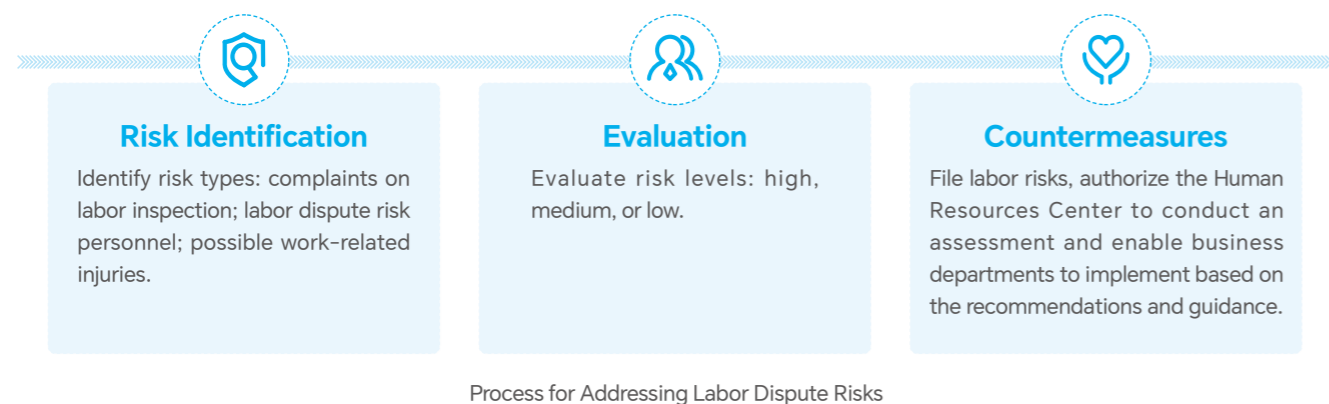 Risk Identification
Identify risk types: complaints on
labor inspection; labor dispute risk
personnel; possible work-related
injuries.
Evaluation
Evaluate risk levels: high,
medium, or low.
Countermeasures
File labor risks, authorize the Human
Resources Center to conduct an
assessment and enable business
departments to implement based on
the recommendations and guidance.
Process for Addressing Labor Dispute Risks